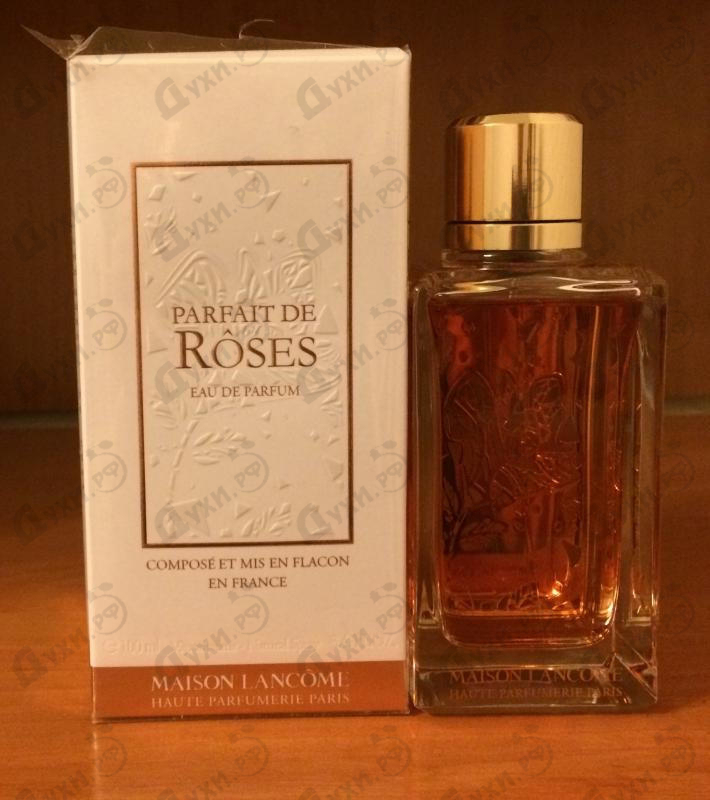 PARFAIT DE
RÔSES
EAU DE PARFUM
COMPOSÉ ET MIS EN FLACON
EN FRANCE
MAISON LANCÔME
HAUTE PARFUMERIE PARIS
MAISON LANCÔME
HAUTE PARFUMERIE PARIS
Духи.рф